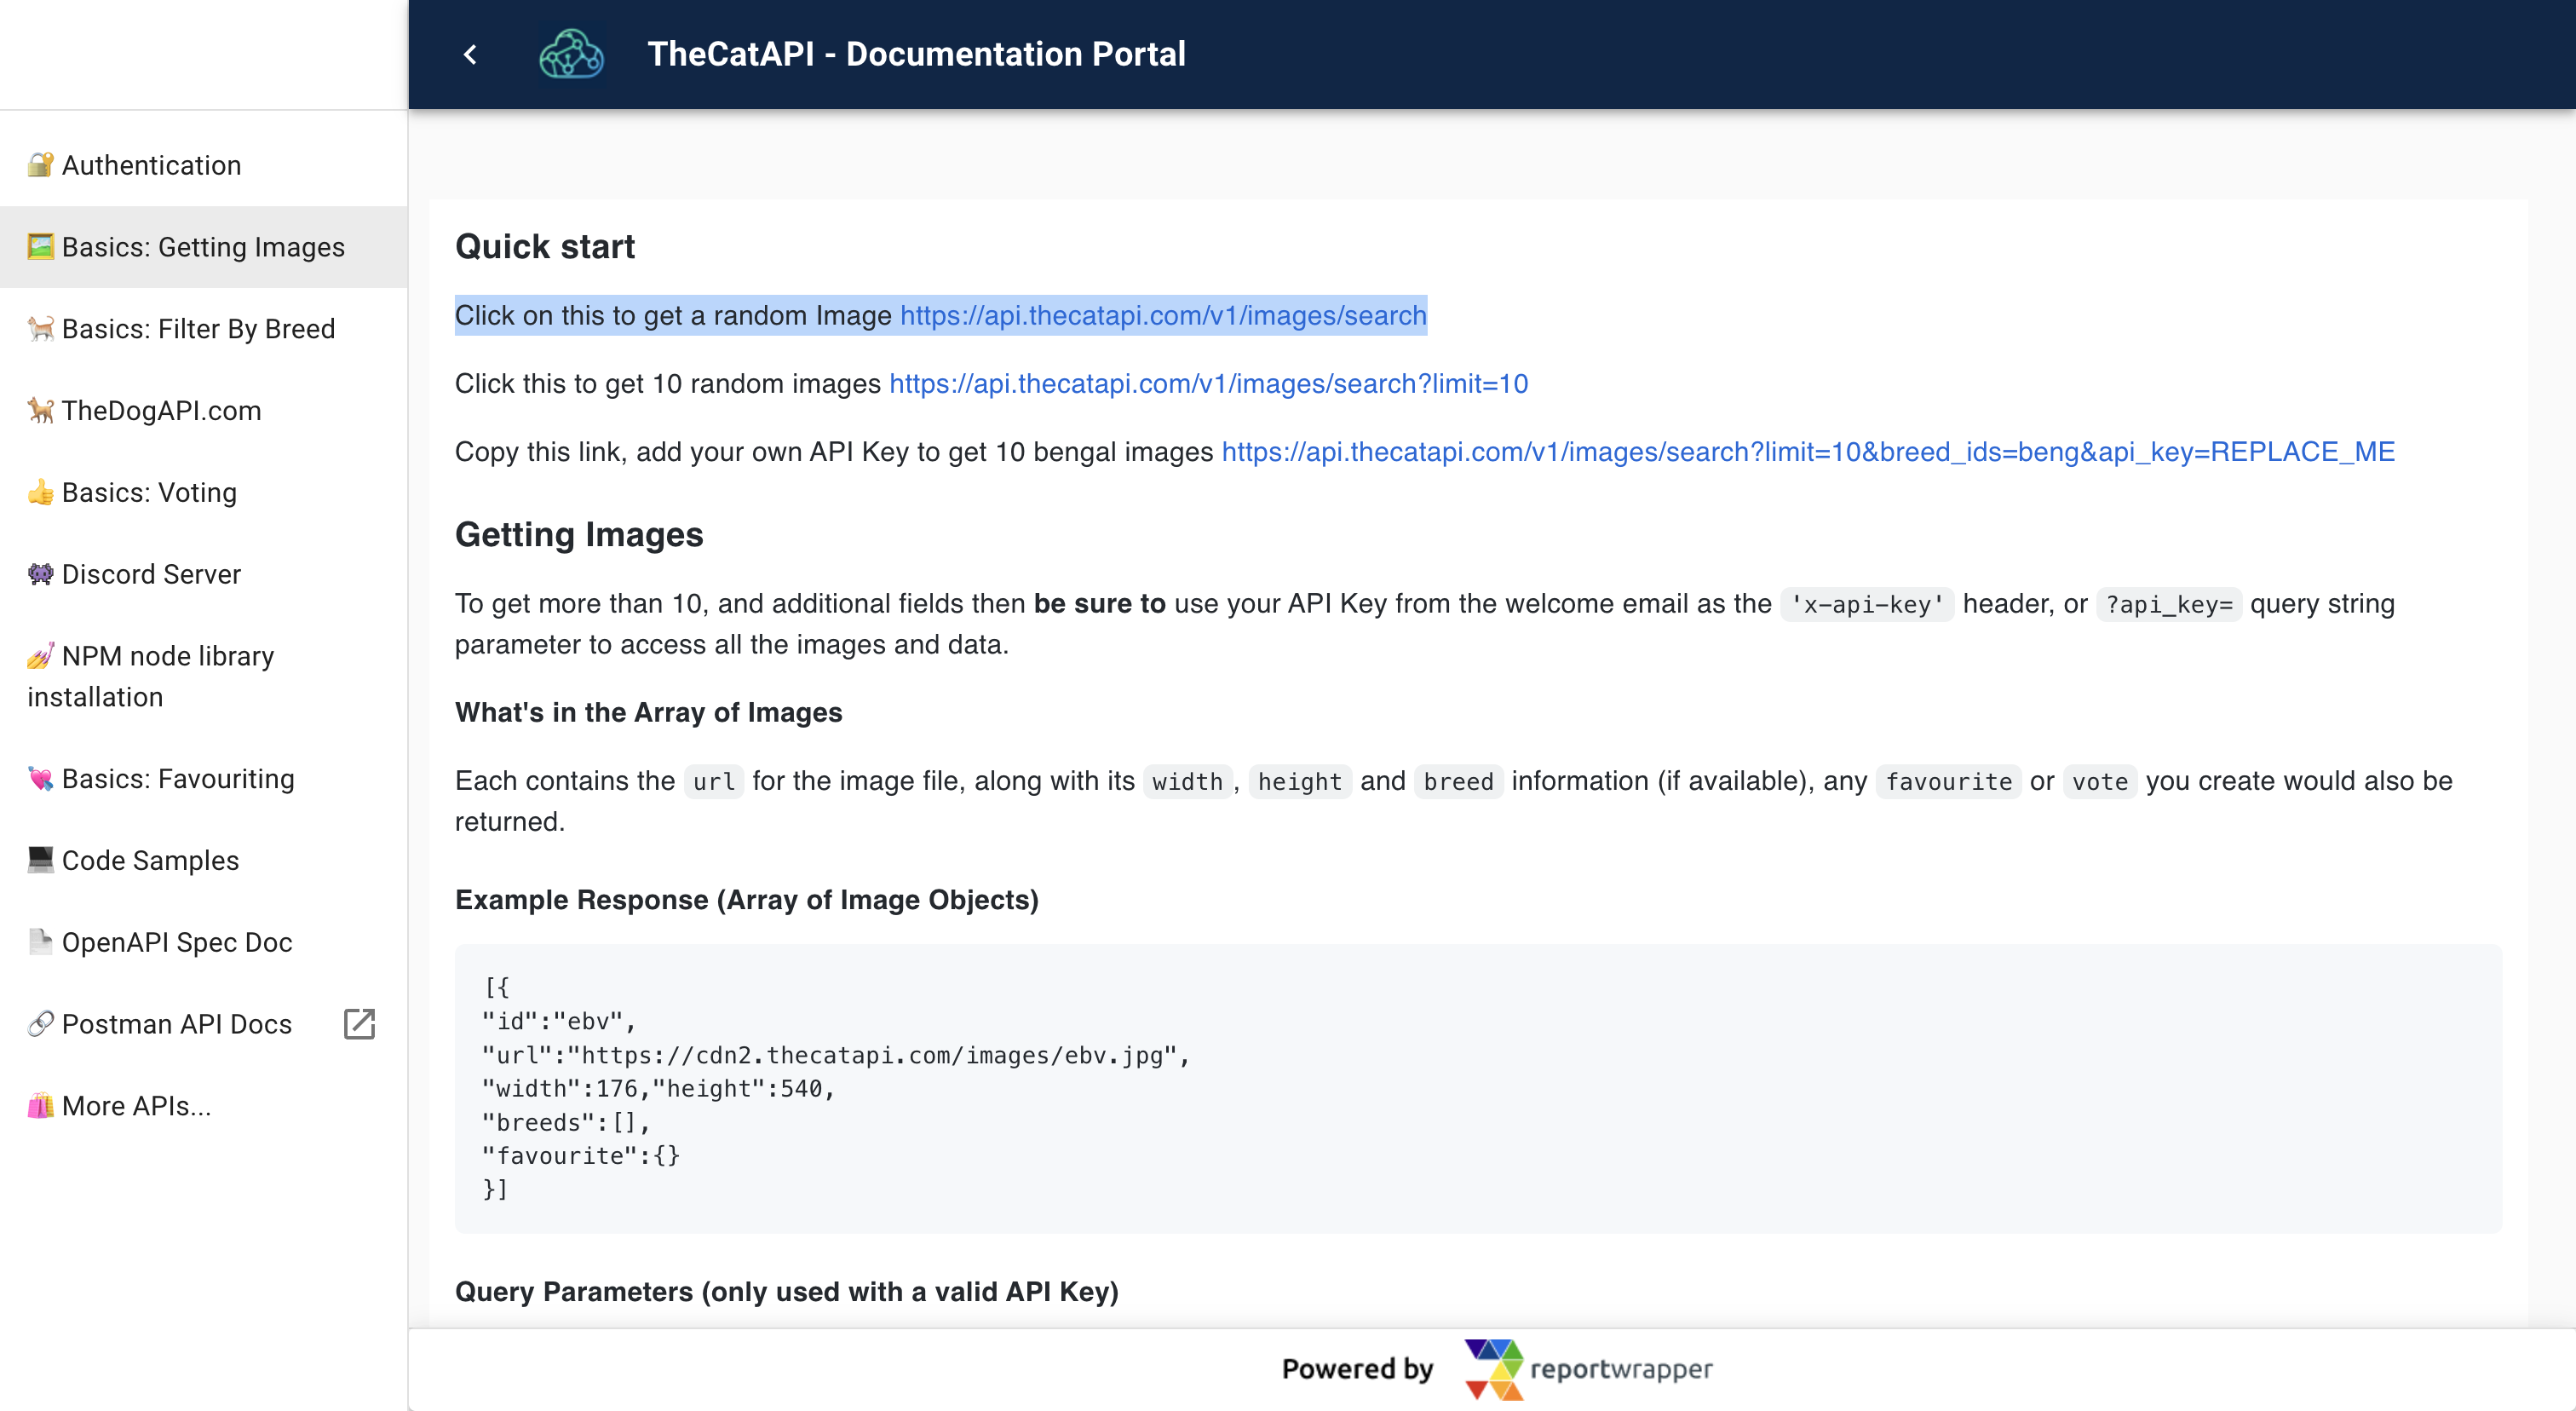 TheCatAPI - Documentation Portal
Authentication
Basics: Getting Images
Basics: Filter By Breed
TheDogAPI.com
Basics: Voting
Discord Server
NPM node library
installation
Basics: Favouriting
Code Samples
OpenAPI Spec Doc
Postman API Docs
More APIs...
Quick start
Click on this to get a random Image https://api.thecatapi.com/v1/images/search
Click this to get 10 random images https://api.thecatapi.com/v1/images/search?limit=10
Copy this link, add your own API Key to get 10 bengal images https://api.thecatapi.com/v1/images/search?limit=10&breed_ids=beng&api_key=REPLACE_ME
Getting Images
To get more than 10, and additional fields then be sure to use your API Key from the welcome email as the 'x-api-key' header, or ?api_key= query string
parameter to access all the images and data.
What's in the Array of Images
Each contains the url for the image file, along with its width, height and breed information (if available), any favourite or vote you create would also be
returned.
Example Response (Array of Image Objects)
[{
"id":"ebv",
"url":"https://cdn2.thecatapi.com/images/ebv.jpg",
"width":176,"height":540,
"breeds":[],
"favourite":{}
}]
Query Parameters (only used with a valid API Key)
Powered by reportwrapper